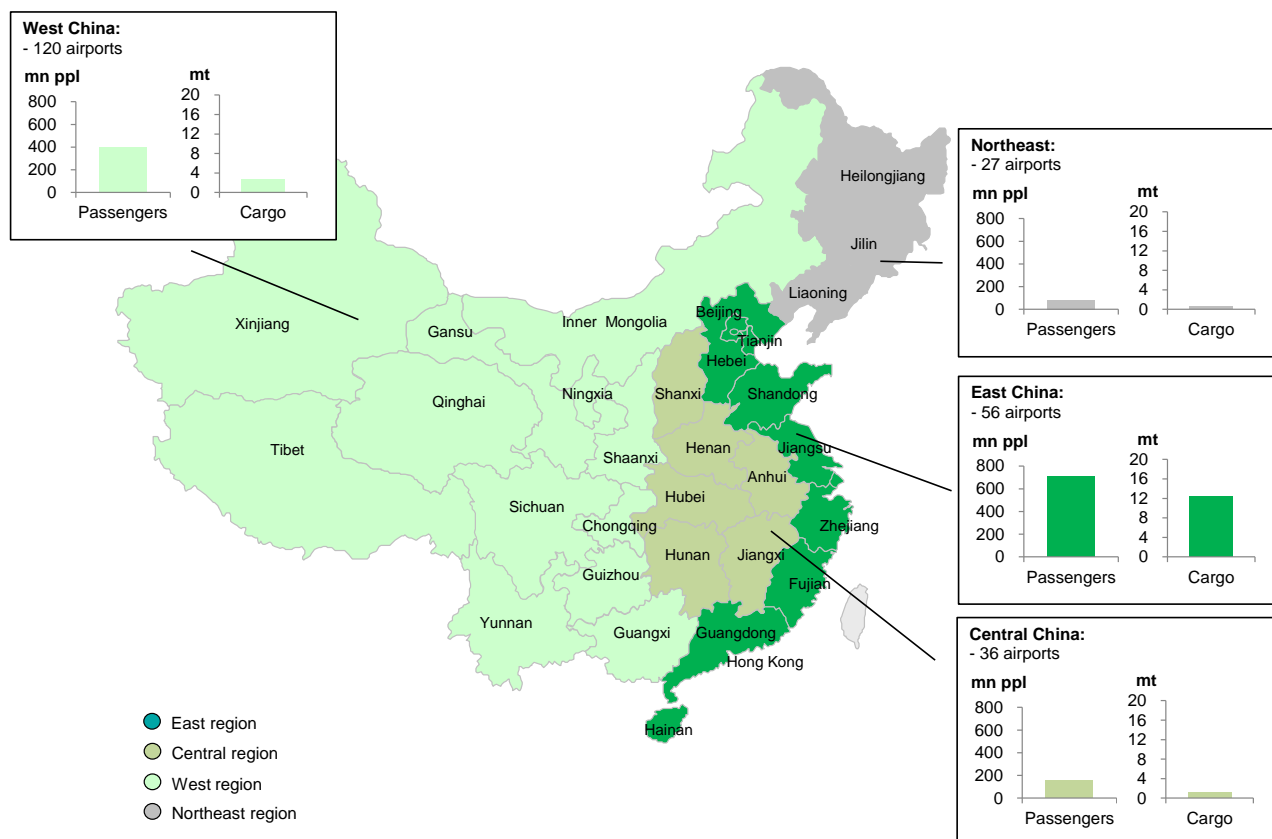 West China:
- 120 airports
mn ppl
mt
800
600
400
200
0
20
16
12
8
4
0
Passengers
Cargo
Northeast:
- 27 airports
mn ppl
mt
800
600
400
200
0
20
16
12
8
4
0
Passengers
Cargo
East China:
- 56 airports
mn ppl
mt
800
600
400
200
0
20
16
12
8
4
0
Passengers
Cargo
Central China:
- 36 airports
mn ppl
mt
800
600
400
200
0
20
16
12
8
4
0
Passengers
Cargo
Heilongjiang
Jilin
Liaoning
Beijing
Tianjin
Hebei
Inner Mongolia
Xinjiang
Gansu
Shanxi
Shandong
Ningxia
Qinghai
Henan
Jiangsu
Tibet
Shaanxi
Anhui
Hubei
Sichuan
Chongqing
Zhejiang
Hunan
Jiangxi
Guizhou
Fujian
Yunnan
Guangxi
Guangdong
Hong Kong
Hainan
East region
Central region
West region
Northeast region